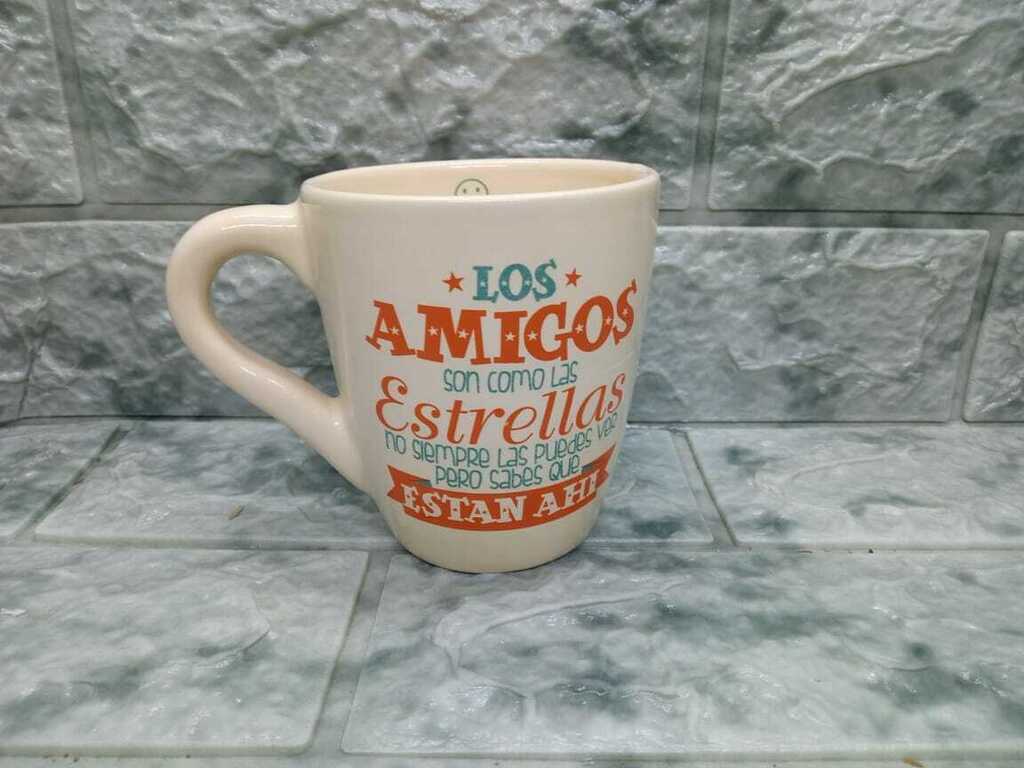 LOS
AMIGOS
SON COMO LAS
Estrellas
NO SIEMPRE LAS PUEDES VER
PERO SABES QUE
ESTAN AHI